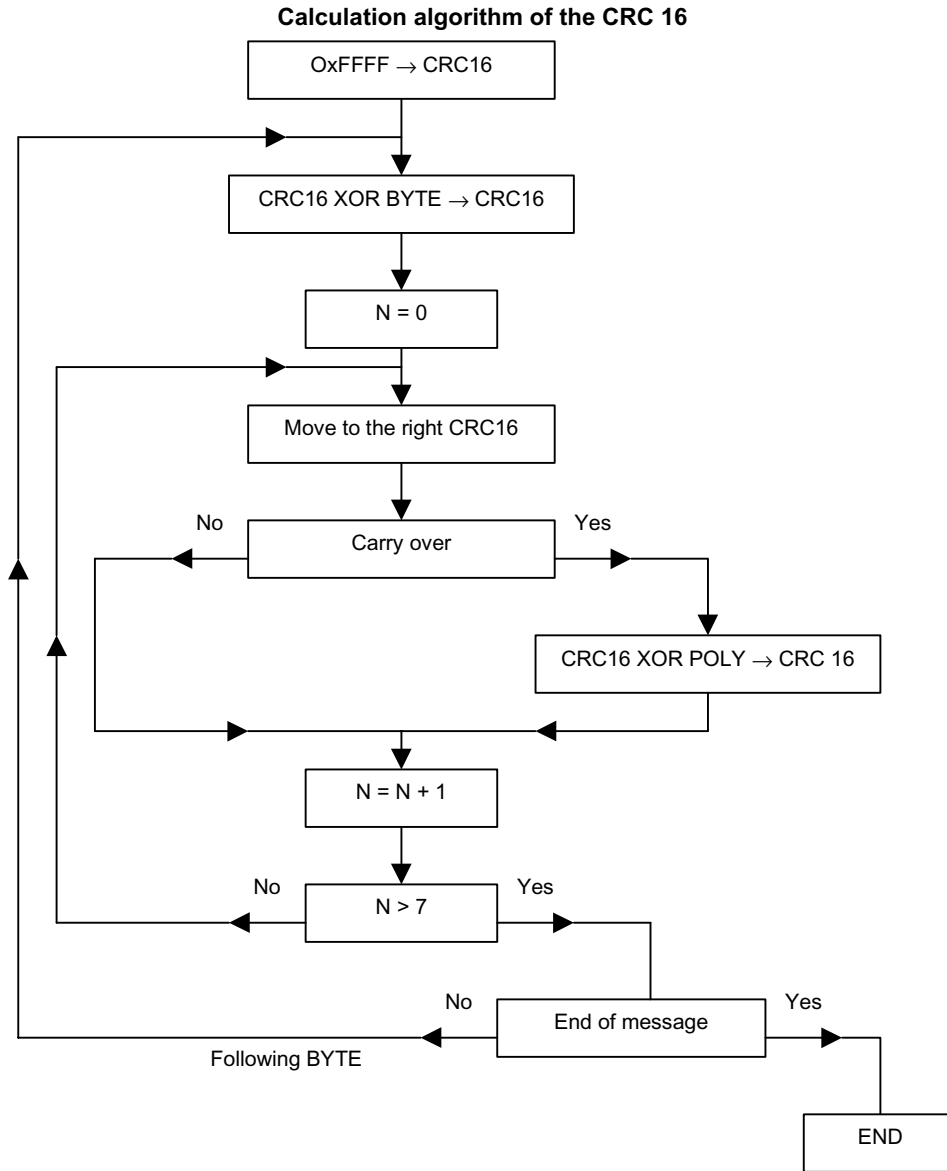 Calculation algorithm of the CRC 16
OxFFFF → CRC16
CRC16 XOR BYTE → CRC16
N = 0
Move to the right CRC16
No
Yes
Carry over
CRC16 XOR POLY → CRC 16
N = N + 1
No
Yes
N > 7
No
Yes
End of message
Following BYTE
END